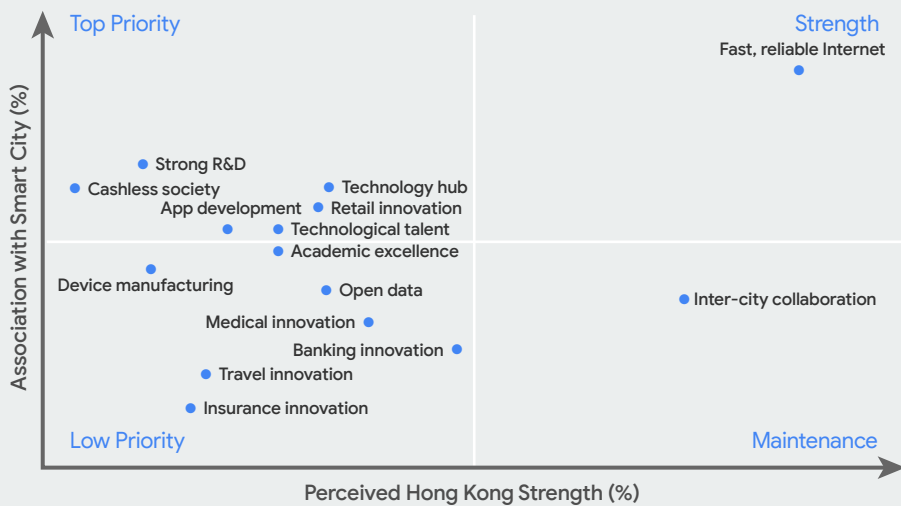 Top Priority
Strength
Fast, reliable Internet
Strong R&D
Cashless society
Technology hub
App development
Retail innovation
Technological talent
Academic excellence
Device manufacturing
Open data
Inter-city collaboration
Medical innovation
Banking innovation
Travel innovation
Insurance innovation
Low Priority
Maintenance
Association with Smart City (%)
Perceived Hong Kong Strength (%)